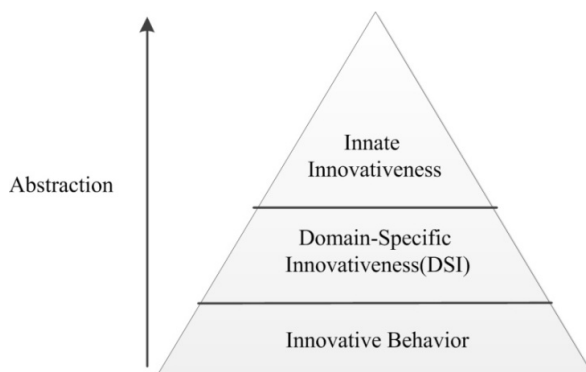 Innate
Innovativeness
Abstraction
Domain-Specific
Innovativeness(DSI)
Innovative Behavior